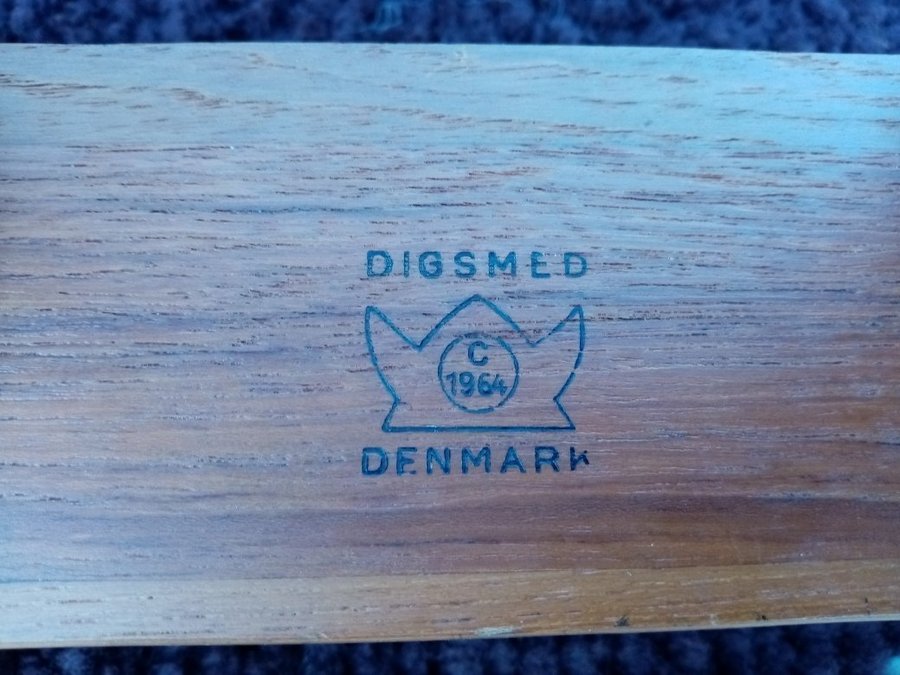 DIGSMED
C
1964
DENMARK